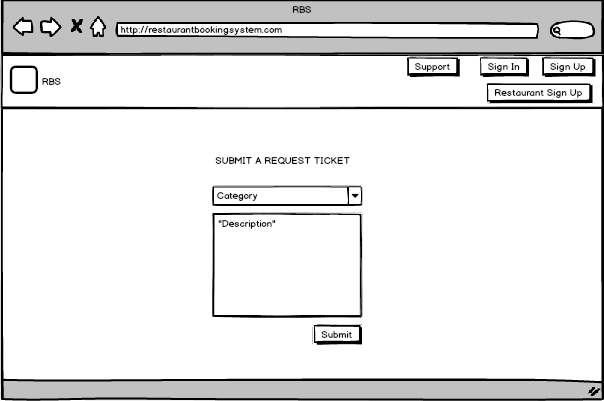 RBS
http://restaurantbookingsystem.com
Support
Sign In
Sign Up
RBS
Restaurant Sign Up
SUBMIT A REQUEST TICKET
Category
"Description"
Submit